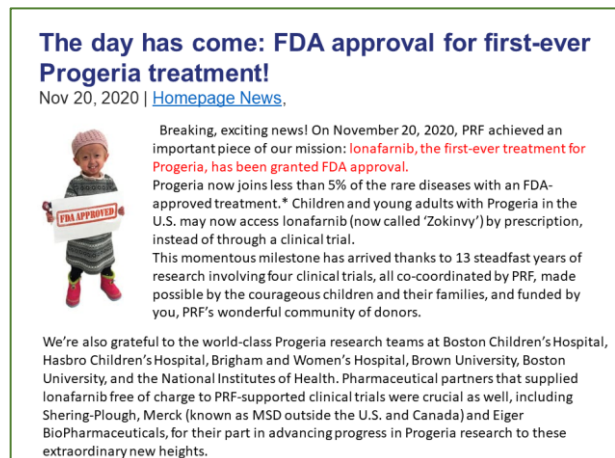 The day has come: FDA approval for first-ever
Progeria treatment!
Nov 20, 2020 | Homepage News,
Breaking, exciting news! On November 20, 2020, PRF achieved an
important piece of our mission: lonafarnib, the first-ever treatment for
Progeria, has been granted FDA approval.
Progeria now joins less than 5% of the rare diseases with an FDA-
approved treatment.* Children and young adults with Progeria in the
U.S. may now access lonafarnib (now called ‘Zokinvy’) by prescription,
instead of through a clinical trial.
This momentous milestone has arrived thanks to 13 steadfast years of
research involving four clinical trials, all co-coordinated by PRF, made
possible by the courageous children and their families, and funded by
you, PRF’s wonderful community of donors.
FDA APPROVED
We’re also grateful to the world-class Progeria research teams at Boston Children’s Hospital,
Hasbro Children’s Hospital, Brigham and Women’s Hospital, Brown University, Boston
University, and the National Institutes of Health. Pharmaceutical partners that supplied
lonafarnib free of charge to PRF-supported clinical trials were crucial as well, including
Shering-Plough, Merck (known as MSD outside the U.S. and Canada) and Eiger
BioPharmaceuticals, for their part in advancing progress in Progeria research to these
extraordinary new heights.